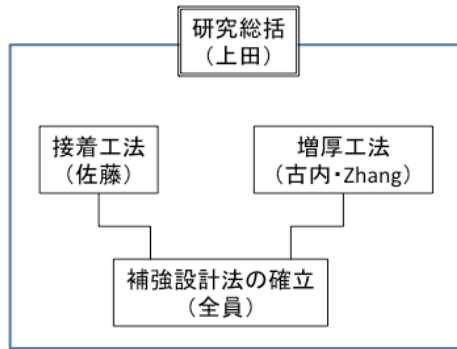 研究総括
（上田）
接着工法
（佐藤）
増厚工法
（古内・Zhang）
補強設計法の確立
（全員）